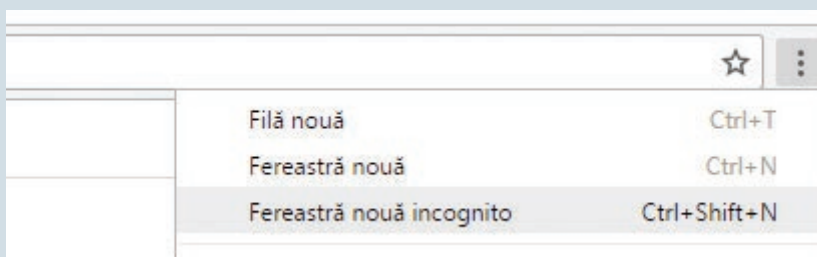 Filă nouă Ctrl+T
Fereastră nouă Ctrl+N
Fereastră nouă incognito Ctrl+Shift+N